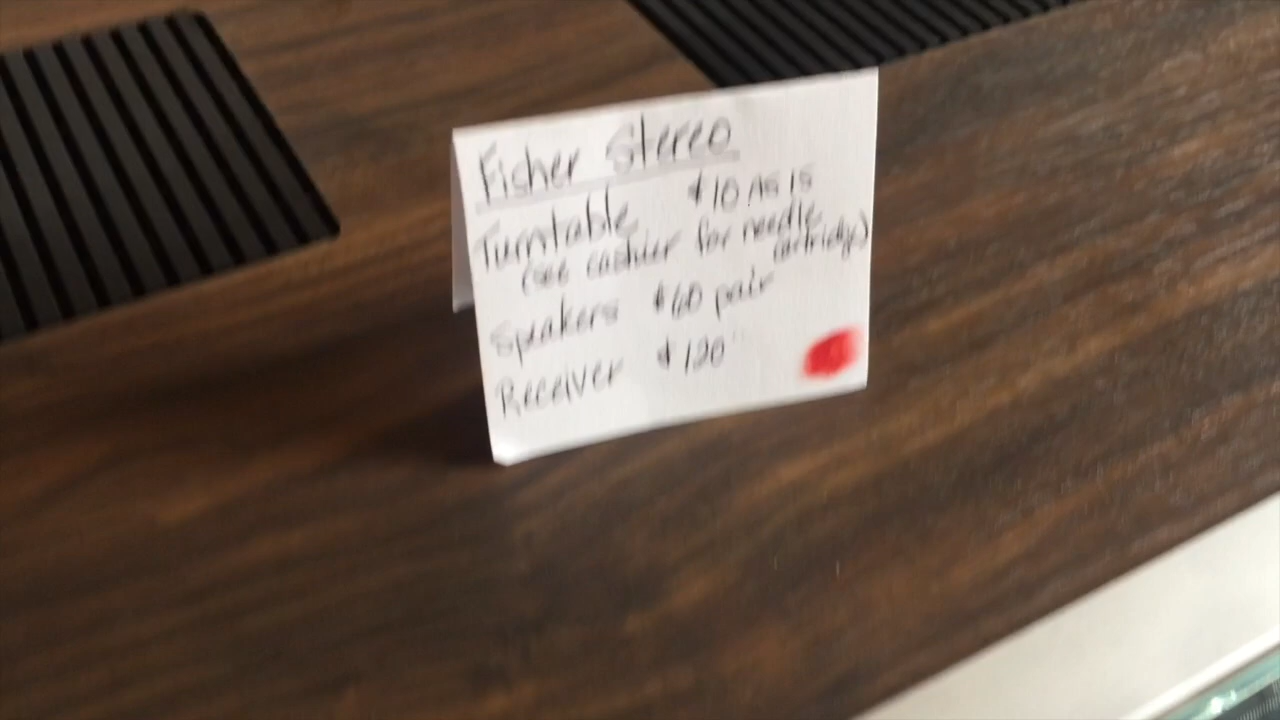 Fisher Stereo
Turntable $10 AS IS
(see cashier for needle
cartridge)
Speakers $60 pair
Receiver $120